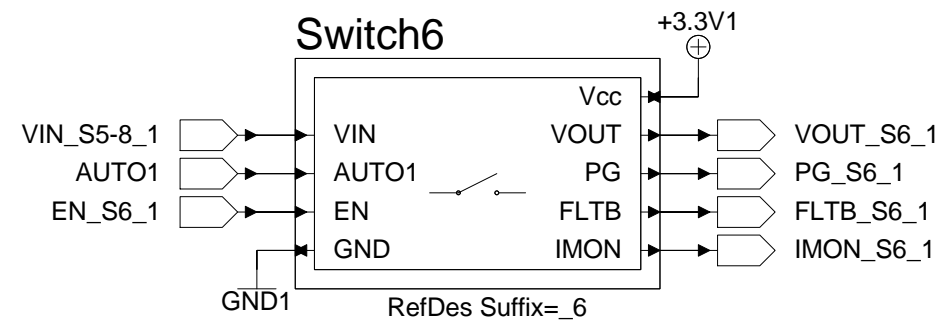 +3.3V1
Switch6
Vcc
VIN_S5-8_1 VIN VOUT VOUT_S6_1
AUTO1 AUTO1 PG PG_S6_1
EN_S6_1 EN FLTB FLTB_S6_1
GND IMON IMON_S6_1
GND1
RefDes Suffix=_6